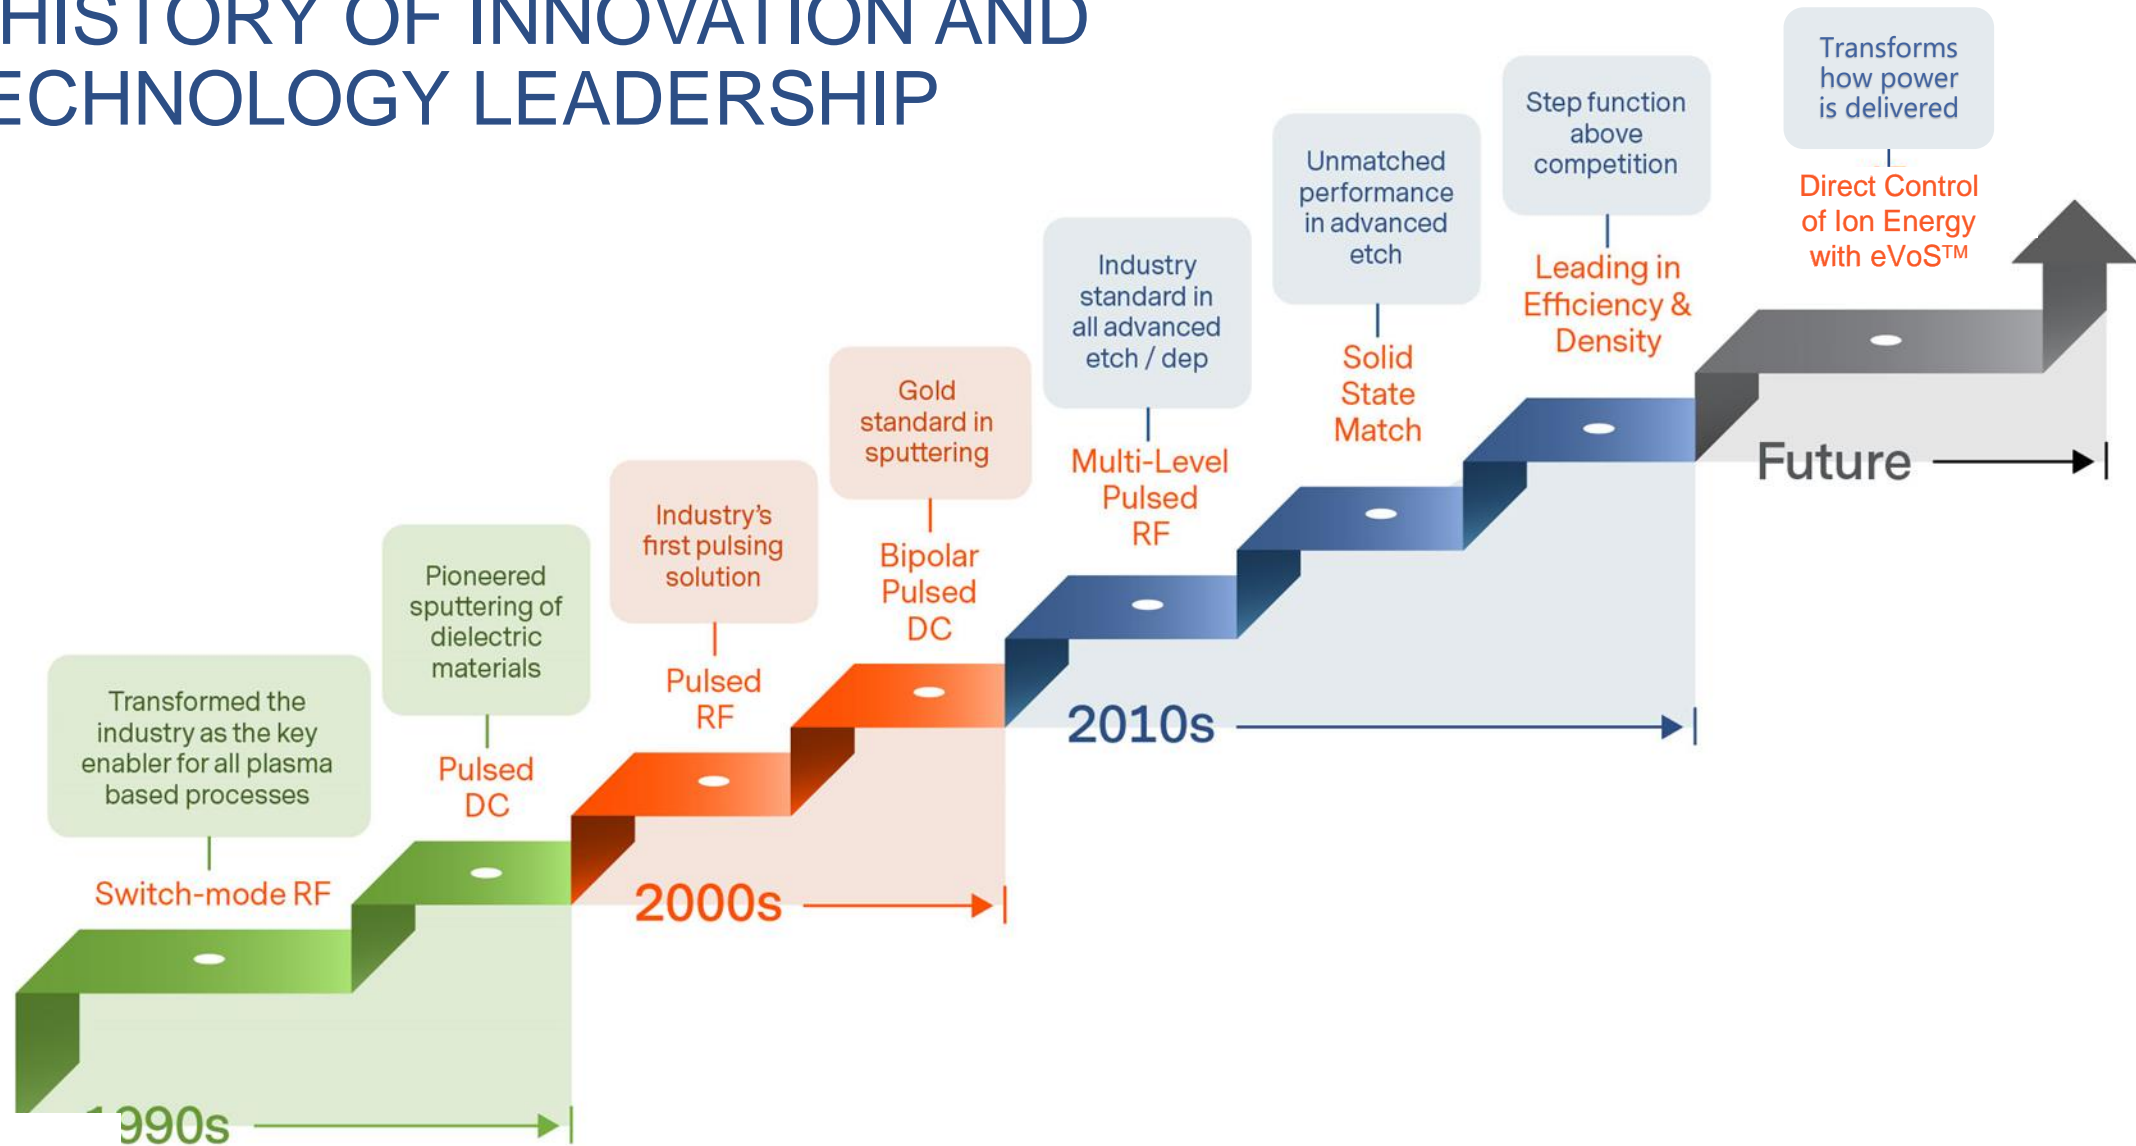 HISTORY OF INNOVATION AND
ECHNOLOGY LEADERSHIP
Transformed the
industry as the key
enabler for all plasma
based processes
Switch-mode RF
Pioneered
sputtering of
dielectric
materials
Pulsed
DC
1990s
Industry's
first pulsing
solution
Pulsed
RF
Gold
standard in
sputtering
Bipolar
Pulsed
DC
2000s
Industry
standard in
all advanced
etch / dep
Multi-Level
Pulsed
RF
Unmatched
performance
in advanced
etch
Solid
State
Match
Step function
above
competition
Leading in
Efficiency &
Density
2010s
Transforms
how power
is delivered
Direct Control
of Ion Energy
with eVoS™
Future